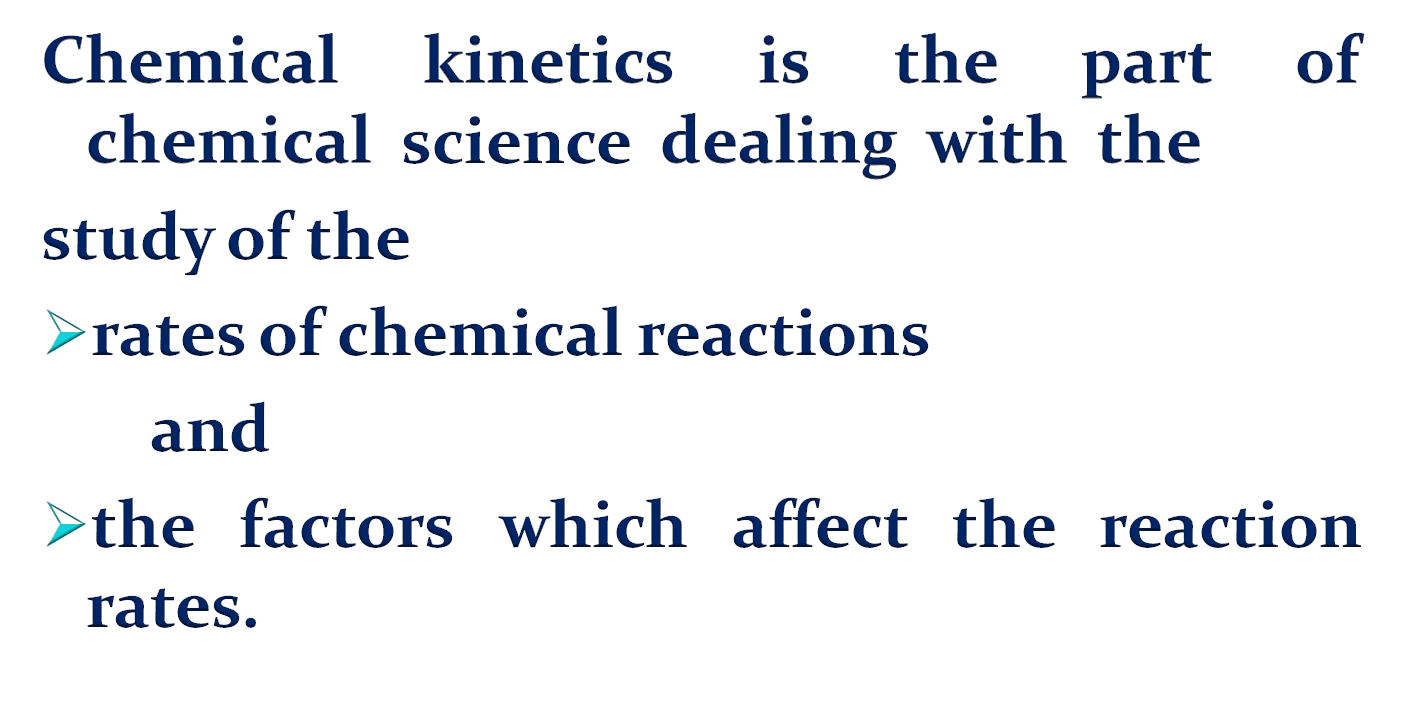 Chemical kinetics is the part of
chemical science dealing with the
study of the
➢rates of chemical reactions
and
➢the factors which affect the reaction
rates.